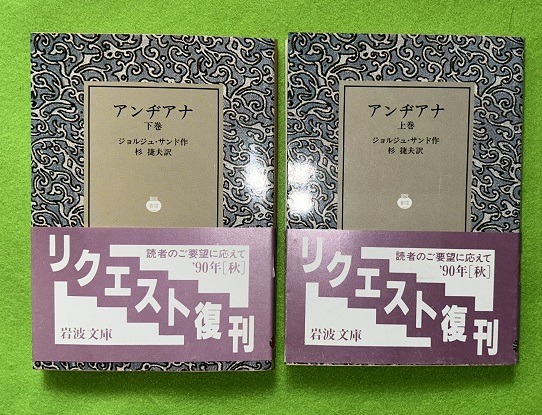 アンヂアナ
下巻
ジョルジュ・サンド作
杉 捷夫訳
読者のご要望に応えて
'90年[秋]
リクエスト復刊
岩波文庫
アンヂアナ
上巻
ジョルジュ・サンド作
杉 捷夫訳
読者のご要望に応えて
'90年[秋]
リクエスト復刊
岩波文庫